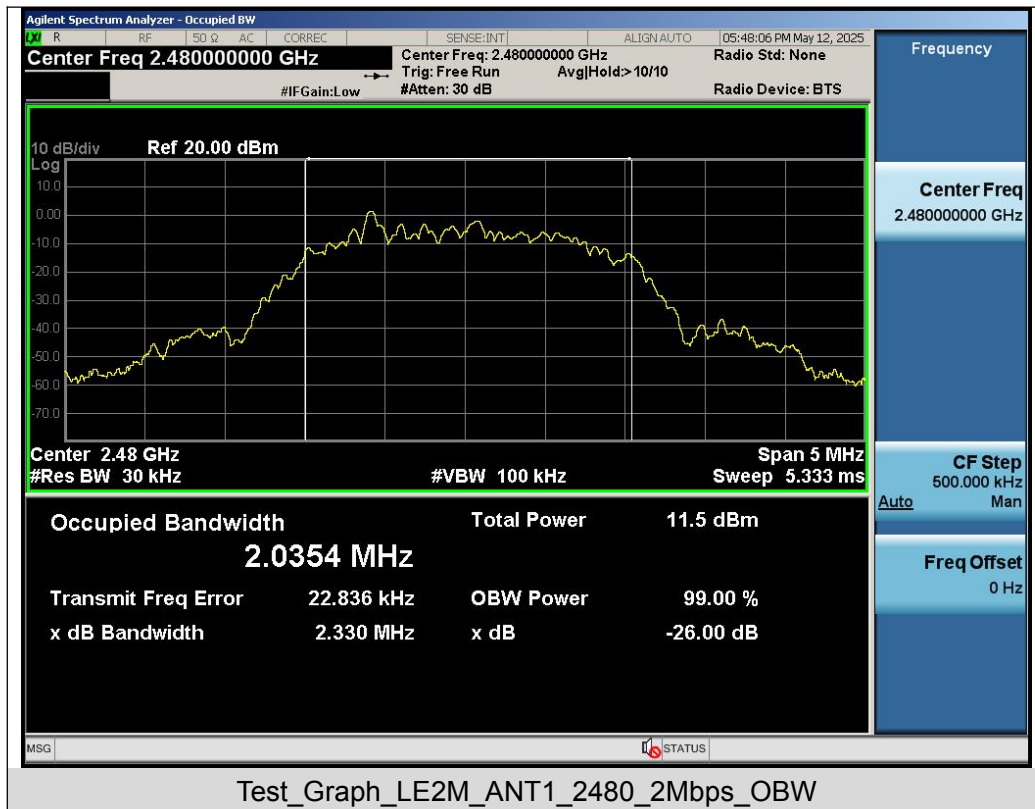 Agilent Spectrum Analyzer - Occupied BW
LXI R RF 50 Ω AC CORREC SENSE:INT ALIGN AUTO 05:48:06 PM May 12, 2025
Center Freq 2.480000000 GHz
Center Freq: 2.480000000 GHz Radio Std: None
Trig: Free Run Avg|Hold:>10/10
#IFGain:Low #Atten: 30 dB Radio Device: BTS
10 dB/div Ref 20.00 dBm
Log
10.0
0.00
-10.0
-20.0
-30.0
-40.0
-50.0
-60.0
-70.0
Center 2.48 GHz Span 5 MHz
#Res BW 30 kHz #VBW 100 kHz Sweep 5.333 ms
Occupied Bandwidth Total Power 11.5 dBm
2.0354 MHz
Transmit Freq Error 22.836 kHz OBW Power 99.00 %
x dB Bandwidth 2.330 MHz x dB -26.00 dB
MSG STATUS
Frequency
Center Freq
2.480000000 GHz
CF Step
500.000 kHz
Auto Man
Freq Offset
0 Hz
Test_Graph_LE2M_ANT1_2480_2Mbps_OBW